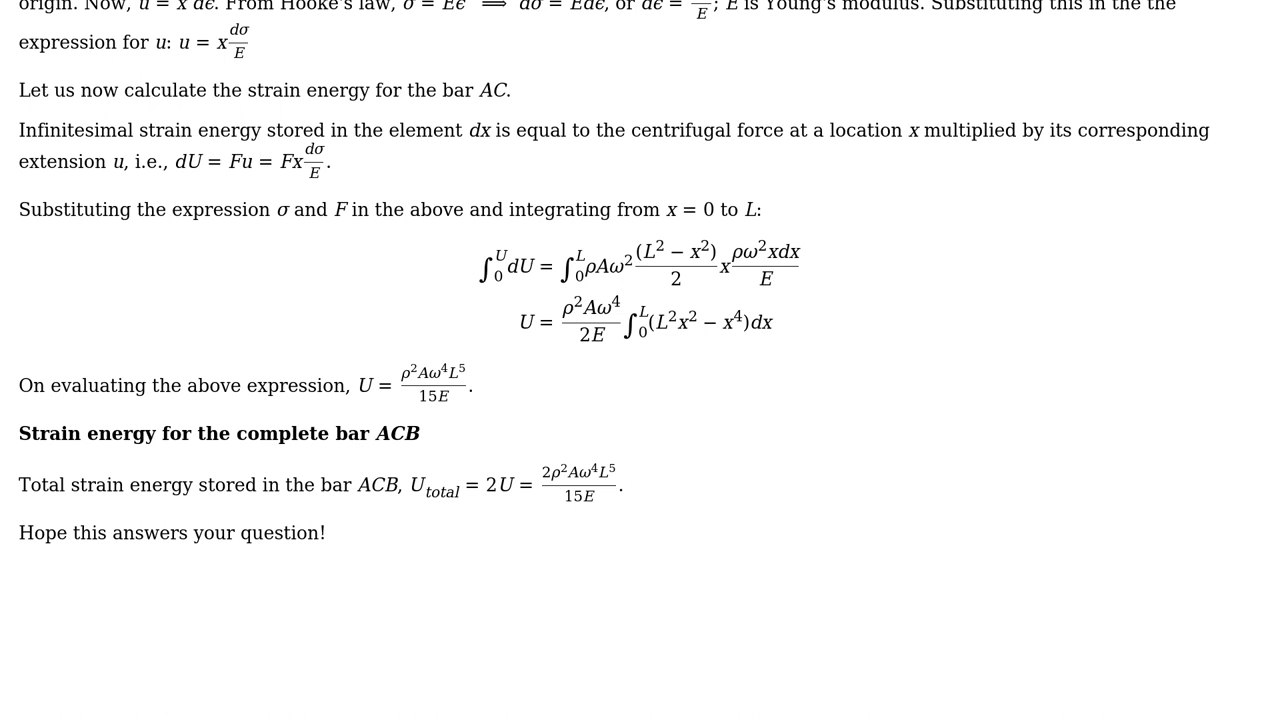 origin. Now, u = x dϵ. From Hooke's law, σ = Eϵ ⟹ dσ = Edϵ, or dϵ = /E; E is Young's modulus. Substituting this in the the
expression for u: u = x dσ/E
Let us now calculate the strain energy for the bar AC.
Infinitesimal strain energy stored in the element dx is equal to the centrifugal force at a location x multiplied by its corresponding
extension u, i.e., dU = Fu = Fx dσ/E.
Substituting the expression σ and F in the above and integrating from x = 0 to L:
∫₀ᵁ dU = ∫₀ᴸ ρAω² (L² − x²)/2 x ρω²xdx/E
U = ρ²Aω⁴/2E ∫₀ᴸ (L²x² − x⁴)dx
On evaluating the above expression, U = ρ²Aω⁴L⁵/15E.
Strain energy for the complete bar ACB
Total strain energy stored in the bar ACB, U_total = 2U = 2ρ²Aω⁴L⁵/15E.
Hope this answers your question!